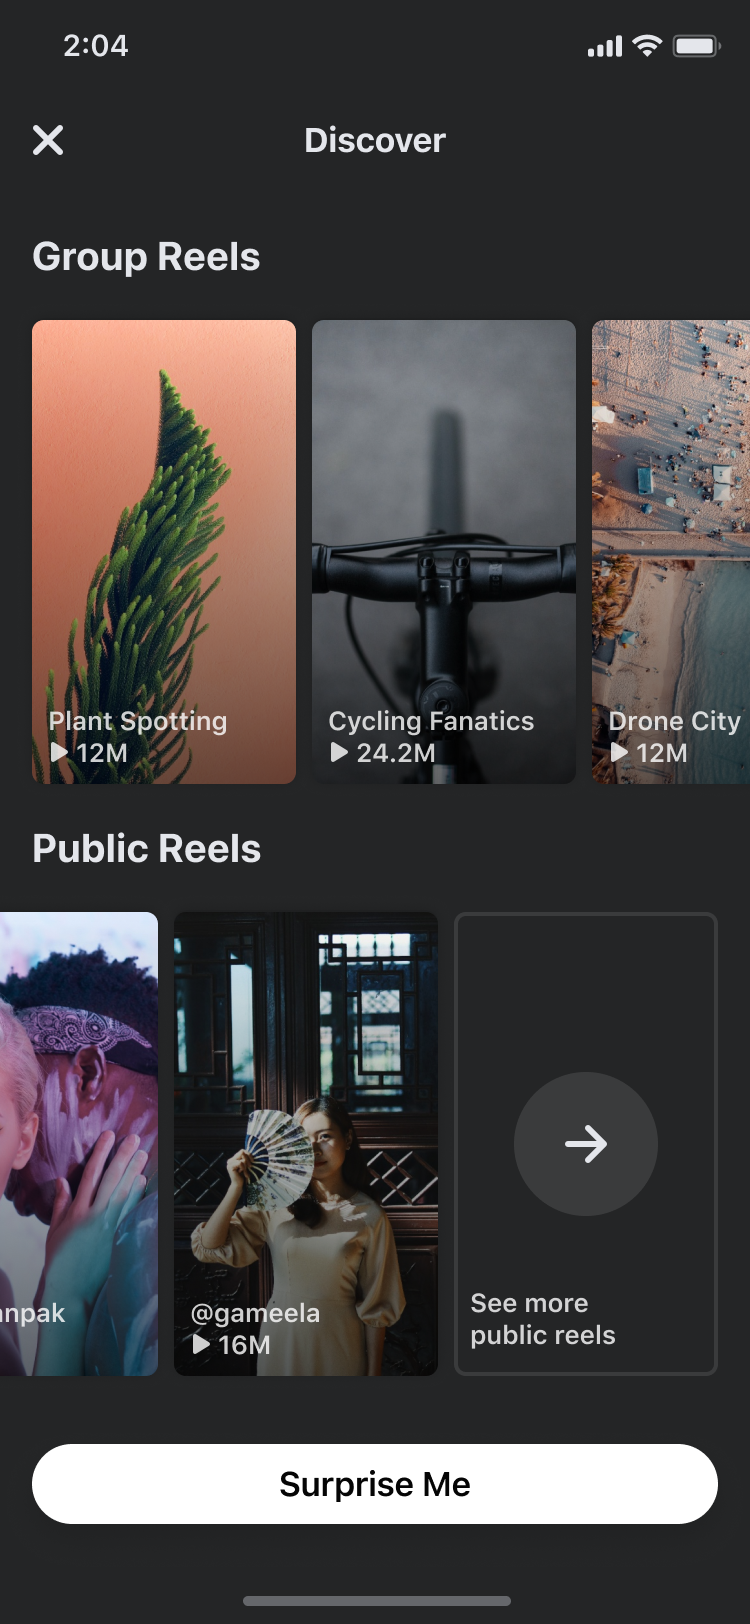 2:04
Discover
Group Reels
Plant Spotting
12M
Cycling Fanatics
24.2M
Drone City
12M
Public Reels
@gameela
16M
See more
public reels
Surprise Me